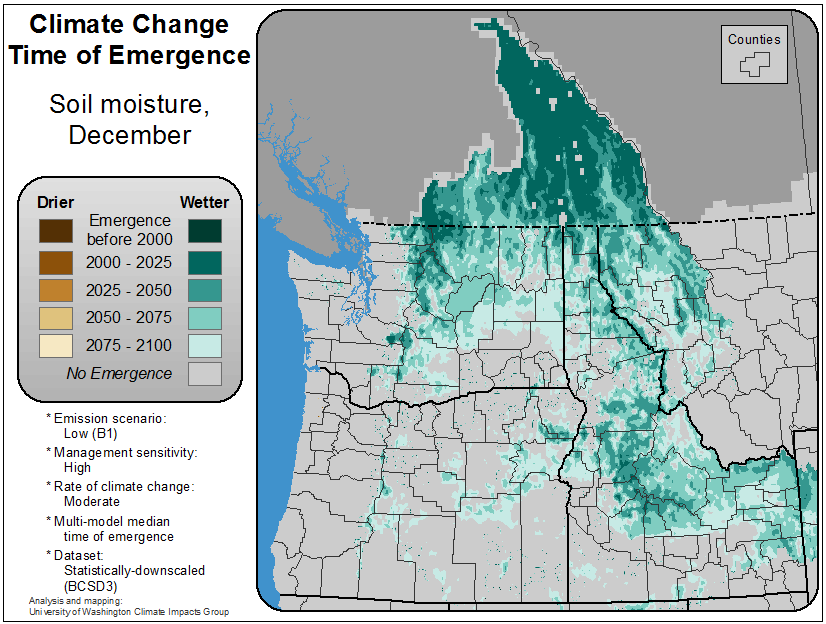 Climate Change
Time of Emergence
Soil moisture,
December
Drier
Wetter
Emergence
before 2000
2000 - 2025
2025 - 2050
2050 - 2075
2075 - 2100
No Emergence
* Emission scenario:
Low (B1)
* Management sensitivity:
High
* Rate of climate change:
Moderate
* Multi-model median
time of emergence
* Dataset:
Statistically-downscaled
(BCSD3)
Analysis and mapping:
University of Washington Climate Impacts Group
Counties